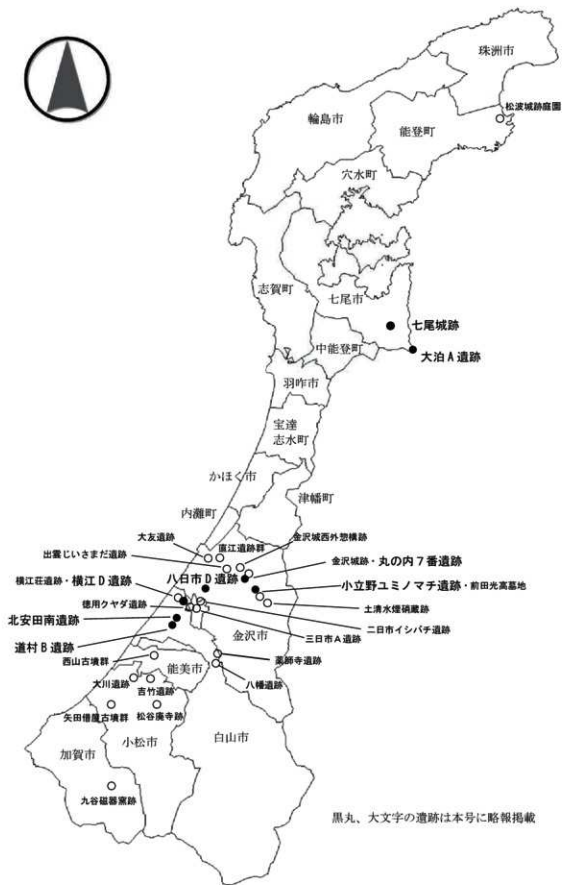 珠洲市
松波城跡庭園
輪島市
能登町
穴水町
志賀町
七尾市
七尾城跡
中能登町
大泊A遺跡
羽咋市
宝達
志水町
かほく市
津幡町
内灘町
大友遺跡
直江遺跡群
金沢城西外惣構跡
出雲じいさまだ遺跡
金沢城跡・丸の内7番遺跡
横江荘遺跡・横江D遺跡
八日市D遺跡
小立野ユミノマチ遺跡・前田光高墓地
徳用クヤダ遺跡
土清水煙硝蔵跡
北安田南遺跡
二日市イシバチ遺跡
金沢市
三日市A遺跡
道村B遺跡
西山古墳群
能美市
薬師寺遺跡
大川遺跡
吉竹遺跡
八幡遺跡
矢田借屋古墳群
松谷廃寺跡
白山市
加賀市
小松市
九谷磁器窯跡
黒丸、大文字の遺跡は本号に略報掲載